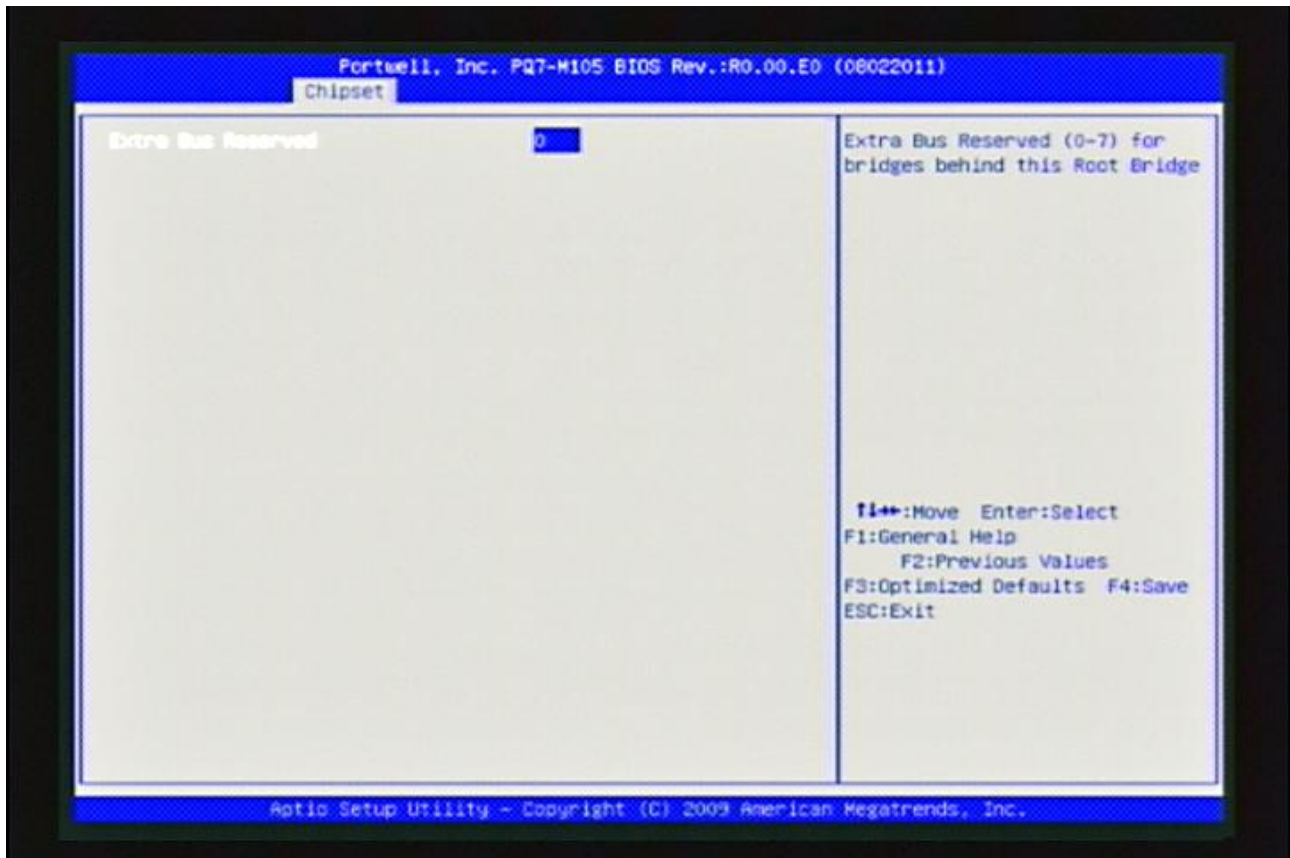 Portwell, Inc. PQ7-M105 BIOS Rev.:R0.00.E0 (08022011)
Chipset
Extra Bus Reserved 0
Extra Bus Reserved (0-7) for
bridges behind this Root Bridge
↑↓→←:Move Enter:Select
F1:General Help
F2:Previous Values
F3:Optimized Defaults F4:Save
ESC:Exit
Aptio Setup Utility - Copyright (C) 2009 American Megatrends, Inc.